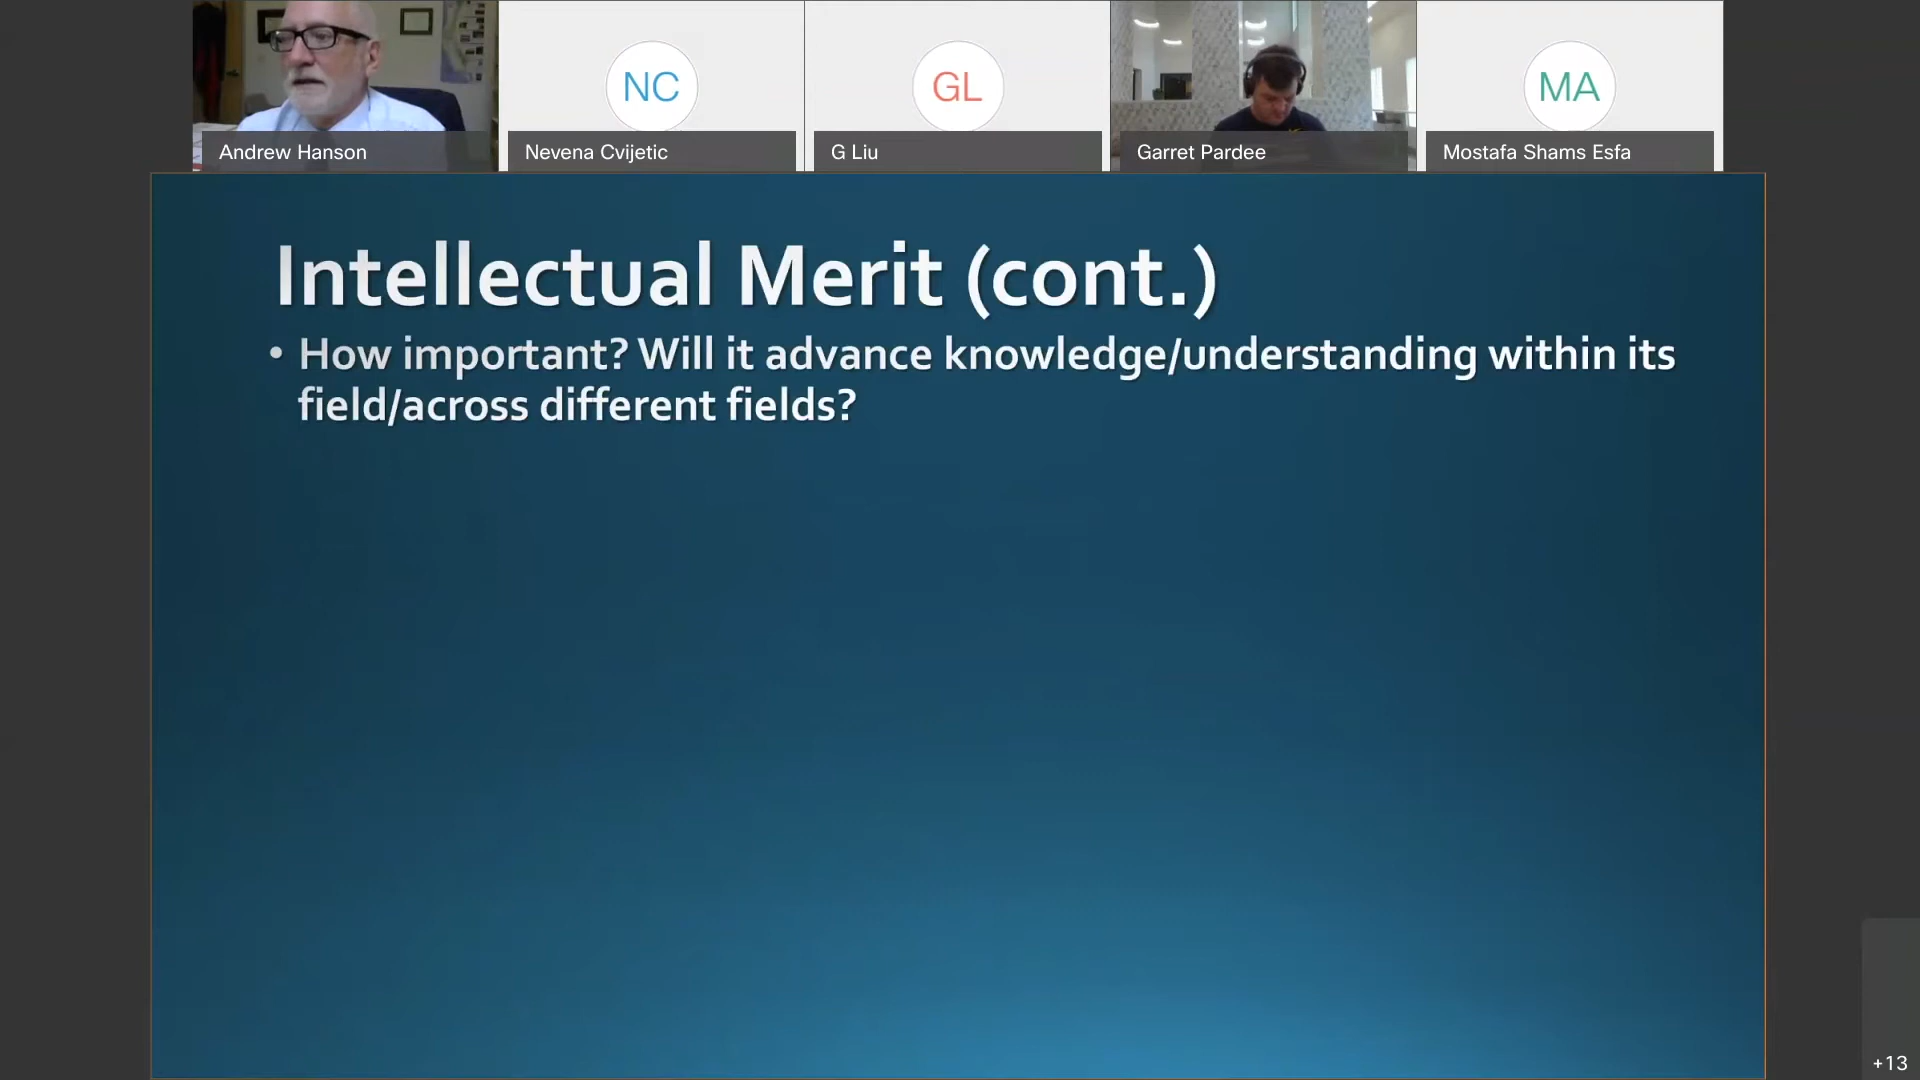 NC
GL
MA
Andrew Hanson
Nevena Cvijetic
G Liu
Garret Pardee
Mostafa Shams Esfa
Intellectual Merit (cont.)
• How important? Will it advance knowledge/understanding within its
field/across different fields?
+13